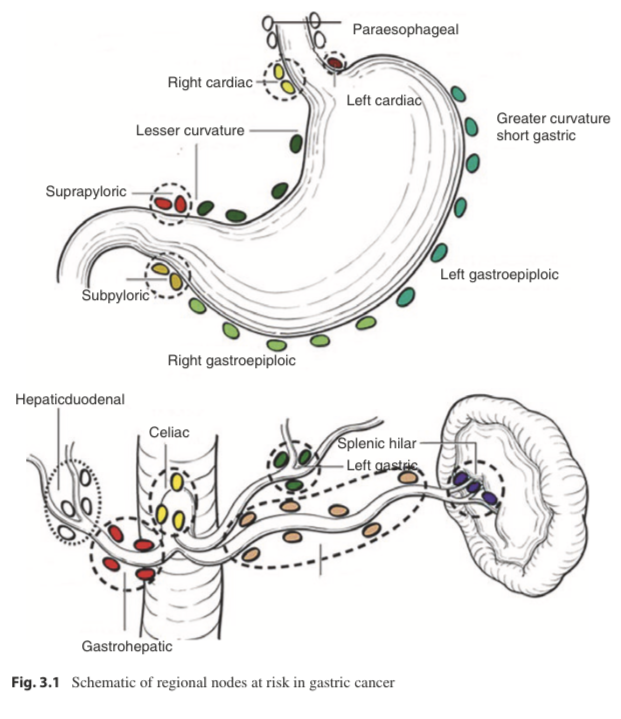 Paraesophageal
Right cardiac
Left cardiac
Greater curvature
short gastric
Lesser curvature
Suprapyloric
Left gastroepiploic
Subpyloric
Right gastroepiploic
Hepaticduodenal
Celiac
Splenic hilar
Left gastric
Gastrohepatic
Fig. 3.1 Schematic of regional nodes at risk in gastric cancer